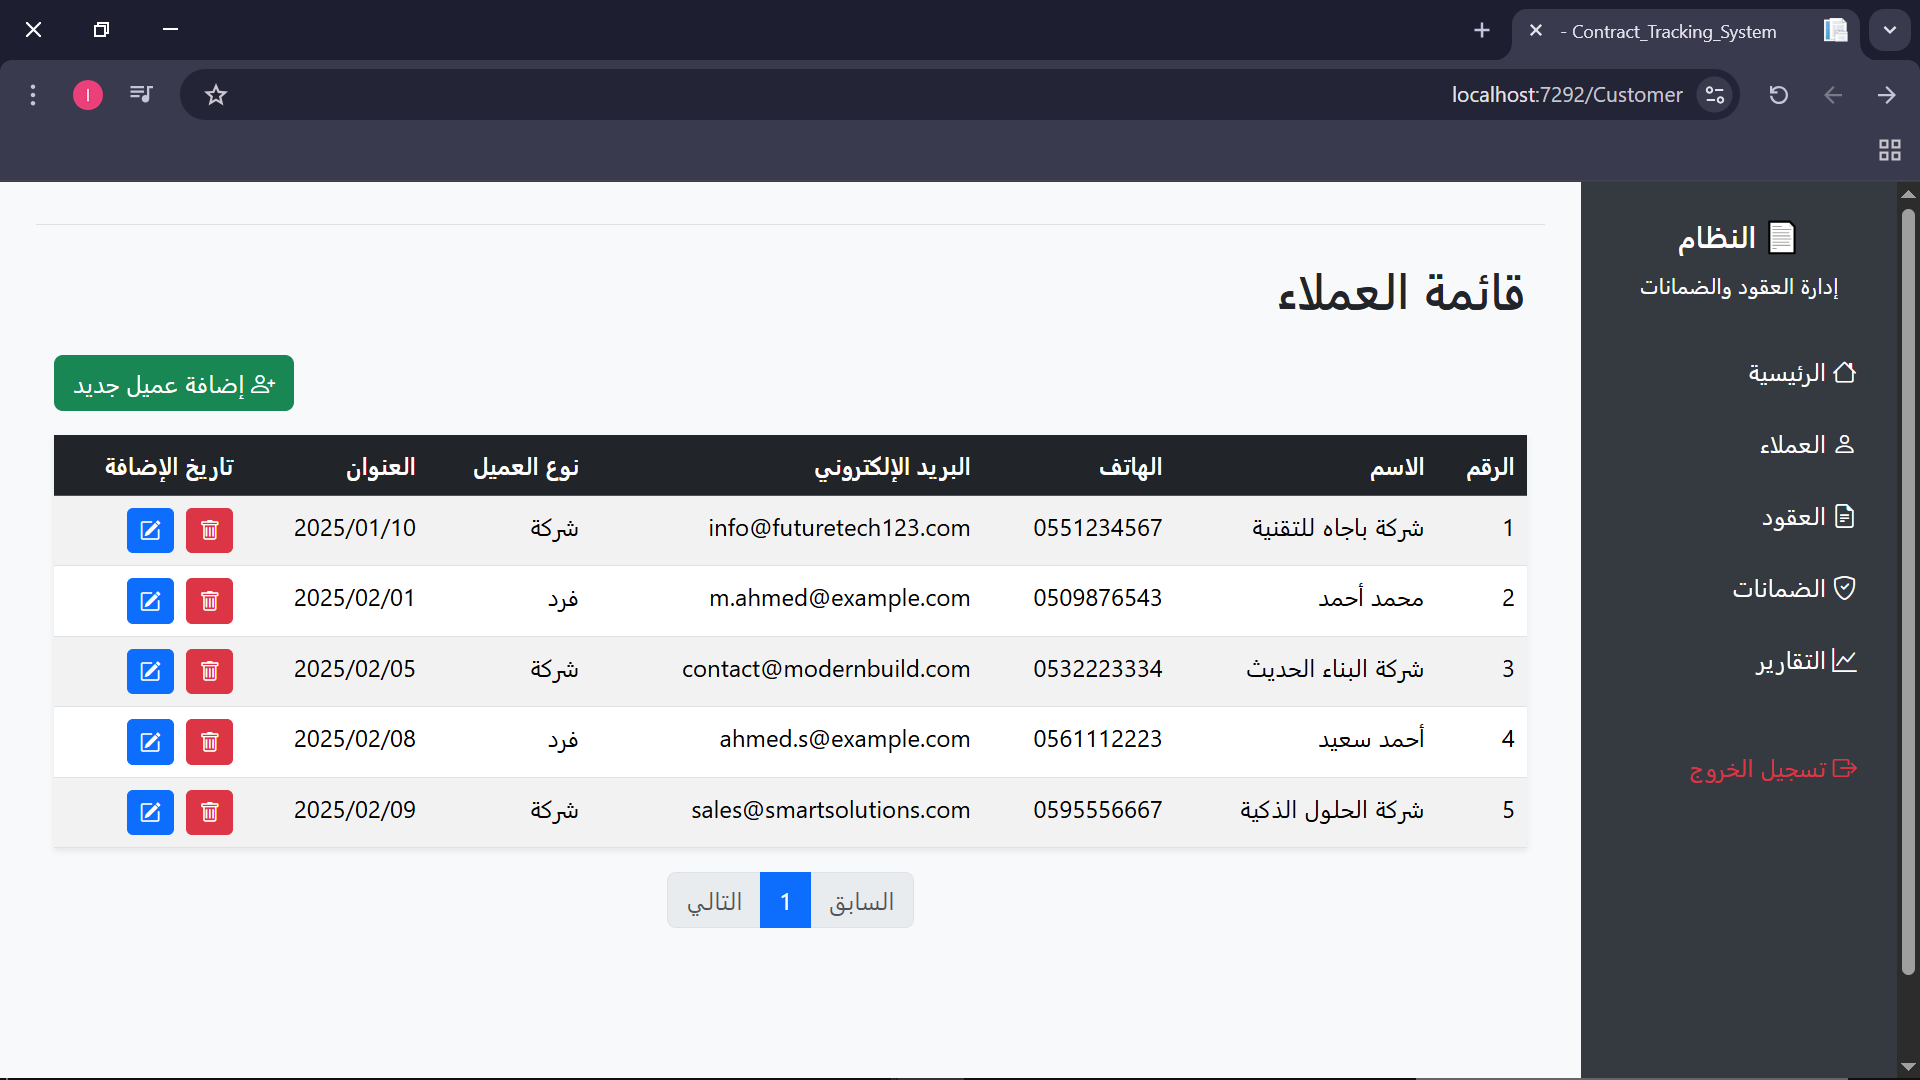 - Contract_Tracking_System
localhost:7292/Customer
النظام
إدارة العقود والضمانات
الرئيسية
العملاء
العقود
الضمانات
التقارير
تسجيل الخروج
قائمة العملاء
إضافة عميل جديد
الرقم الاسم الهاتف البريد الإلكتروني نوع العميل العنوان تاريخ الإضافة
1 شركة باجاه للتقنية 0551234567 info@futuretech123.com شركة 2025/01/10
2 محمد أحمد 0509876543 m.ahmed@example.com فرد 2025/02/01
3 شركة البناء الحديث 0532223334 contact@modernbuild.com شركة 2025/02/05
4 أحمد سعيد 0561112223 ahmed.s@example.com فرد 2025/02/08
5 شركة الحلول الذكية 0595556667 sales@smartsolutions.com شركة 2025/02/09
السابق 1 التالي